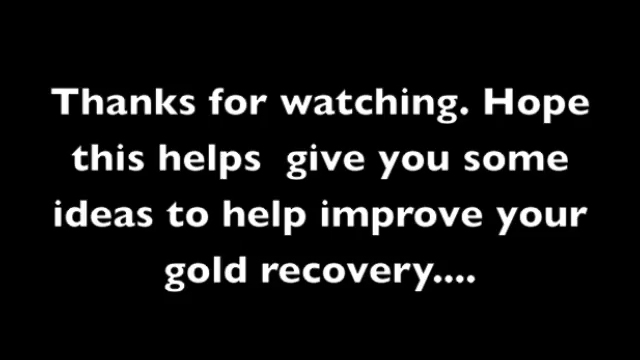 Thanks for watching. Hope
this helps  give you some
ideas to help improve your
gold recovery....